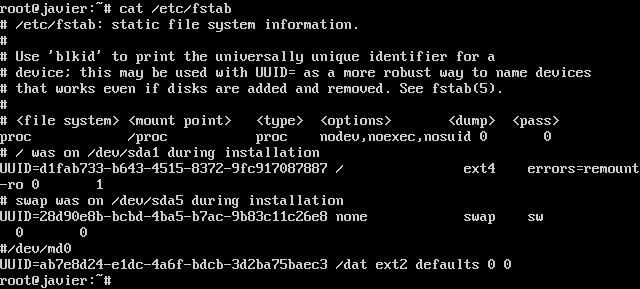 root@javier:~# cat /etc/fstab
# /etc/fstab: static file system information.
#
# Use 'blkid' to print the universally unique identifier for a
# device; this may be used with UUID= as a more robust way to name devices
# that works even if disks are added and removed. See fstab(5).
#
# <file system> <mount point>   <type>  <options>       <dump>  <pass>
proc            /proc           proc    nodev,noexec,nosuid 0       0
# / was on /dev/sda1 during installation
UUID=d1fab733-b643-4515-8372-9fc917087887 /               ext4    errors=remount
-ro 0       1
# swap was on /dev/sda5 during installation
UUID=28d90e8b-bcbd-4ba5-b7ac-9b83c11c26e8 none            swap    sw
  0       0
#/dev/md0
UUID=ab7e8d24-e1dc-4a6f-bdcb-3d2ba75baec3 /dat ext2 defaults 0 0
root@javier:~#